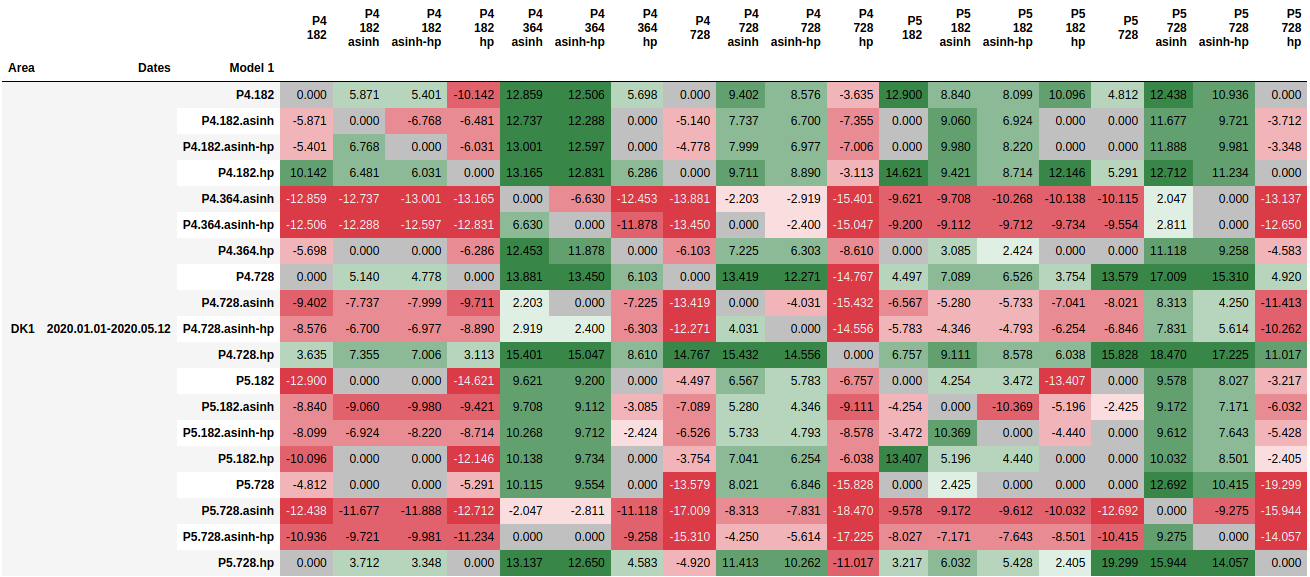 P4 P4 P4 P4 P4 P4 P4 P4 P4 P4 P4 P5 P5 P5 P5 P5 P5 P5 P5
182 182 182 182 364 364 364 728 728 728 728 182 182 182 182 728 728 728 728
asinh asinh-hp hp asinh asinh-hp hp asinh asinh-hp hp asinh asinh-hp hp asinh asinh-hp hp
Area Dates Model 1
P4.182 0.000 5.871 5.401 -10.142 12.859 12.506 5.698 0.000 9.402 8.576 -3.635 12.900 8.840 8.099 10.096 4.812 12.438 10.936 0.000
P4.182.asinh -5.871 0.000 -6.768 -6.481 12.737 12.288 0.000 -5.140 7.737 6.700 -7.355 0.000 9.060 6.924 0.000 0.000 11.677 9.721 -3.712
P4.182.asinh-hp -5.401 6.768 0.000 -6.031 13.001 12.597 0.000 -4.778 7.999 6.977 -7.006 0.000 9.980 8.220 0.000 0.000 11.888 9.981 -3.348
P4.182.hp 10.142 6.481 6.031 0.000 13.165 12.831 6.286 0.000 9.711 8.890 -3.113 14.621 9.421 8.714 12.146 5.291 12.712 11.234 0.000
P4.364.asinh -12.859 -12.737 -13.001 -13.165 0.000 -6.630 -12.453 -13.881 -2.203 -2.919 -15.401 -9.621 -9.708 -10.268 -10.138 -10.115 2.047 0.000 -13.137
P4.364.asinh-hp -12.506 -12.288 -12.597 -12.831 6.630 0.000 -11.878 -13.450 0.000 -2.400 -15.047 -9.200 -9.112 -9.712 -9.734 -9.554 2.811 0.000 -12.650
P4.364.hp -5.698 0.000 0.000 -6.286 12.453 11.878 0.000 -6.103 7.225 6.303 -8.610 0.000 3.085 2.424 0.000 0.000 11.118 9.258 -4.583
P4.728 0.000 5.140 4.778 0.000 13.881 13.450 6.103 0.000 13.419 12.271 -14.767 4.497 7.089 6.526 3.754 13.579 17.009 15.310 4.920
P4.728.asinh -9.402 -7.737 -7.999 -9.711 2.203 0.000 -7.225 -13.419 0.000 -4.031 -15.432 -6.567 -5.280 -5.733 -7.041 -8.021 8.313 4.250 -11.413
DK1 2020.01.01-2020.05.12 P4.728.asinh-hp -8.576 -6.700 -6.977 -8.890 2.919 2.400 -6.303 -12.271 4.031 0.000 -14.556 -5.783 -4.346 -4.793 -6.254 -6.846 7.831 5.614 -10.262
P4.728.hp 3.635 7.355 7.006 3.113 15.401 15.047 8.610 14.767 15.432 14.556 0.000 6.757 9.111 8.578 6.038 15.828 18.470 17.225 11.017
P5.182 -12.900 0.000 0.000 -14.621 9.621 9.200 0.000 -4.497 6.567 5.783 -6.757 0.000 4.254 3.472 -13.407 0.000 9.578 8.027 -3.217
P5.182.asinh -8.840 -9.060 -9.980 -9.421 9.708 9.112 -3.085 -7.089 5.280 4.346 -9.111 -4.254 0.000 -10.369 -5.196 -2.425 9.172 7.171 -6.032
P5.182.asinh-hp -8.099 -6.924 -8.220 -8.714 10.268 9.712 -2.424 -6.526 5.733 4.793 -8.578 -3.472 10.369 0.000 -4.440 0.000 9.612 7.643 -5.428
P5.182.hp -10.096 0.000 0.000 -12.146 10.138 9.734 0.000 -3.754 7.041 6.254 -6.038 13.407 5.196 4.440 0.000 0.000 10.032 8.501 -2.405
P5.728 -4.812 0.000 0.000 -5.291 10.115 9.554 0.000 -13.579 8.021 6.846 -15.828 0.000 2.425 0.000 0.000 0.000 12.692 10.415 -19.299
P5.728.asinh -12.438 -11.677 -11.888 -12.712 -2.047 -2.811 -11.118 -17.009 -8.313 -7.831 -18.470 -9.578 -9.172 -9.612 -10.032 -12.692 0.000 -9.275 -15.944
P5.728.asinh-hp -10.936 -9.721 -9.981 -11.234 0.000 0.000 -9.258 -15.310 -4.250 -5.614 -17.225 -8.027 -7.171 -7.643 -8.501 -10.415 9.275 0.000 -14.057
P5.728.hp 0.000 3.712 3.348 0.000 13.137 12.650 4.583 -4.920 11.413 10.262 -11.017 3.217 6.032 5.428 2.405 19.299 15.944 14.057 0.000